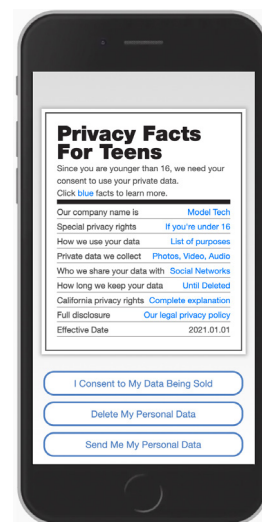 Privacy Facts
For Teens
Since you are younger than 16, we need your
consent to use your private data.
Click blue facts to learn more.
Our company name is Model Tech
Special privacy rights If you're under 16
How we use your data List of purposes
Private data we collect Photos, Video, Audio
Who we share your data with Social Networks
How long we keep your data Until Deleted
California privacy rights Complete explanation
Full disclosure Our legal privacy policy
Effective Date 2021.01.01
I Consent to My Data Being Sold
Delete My Personal Data
Send Me My Personal Data